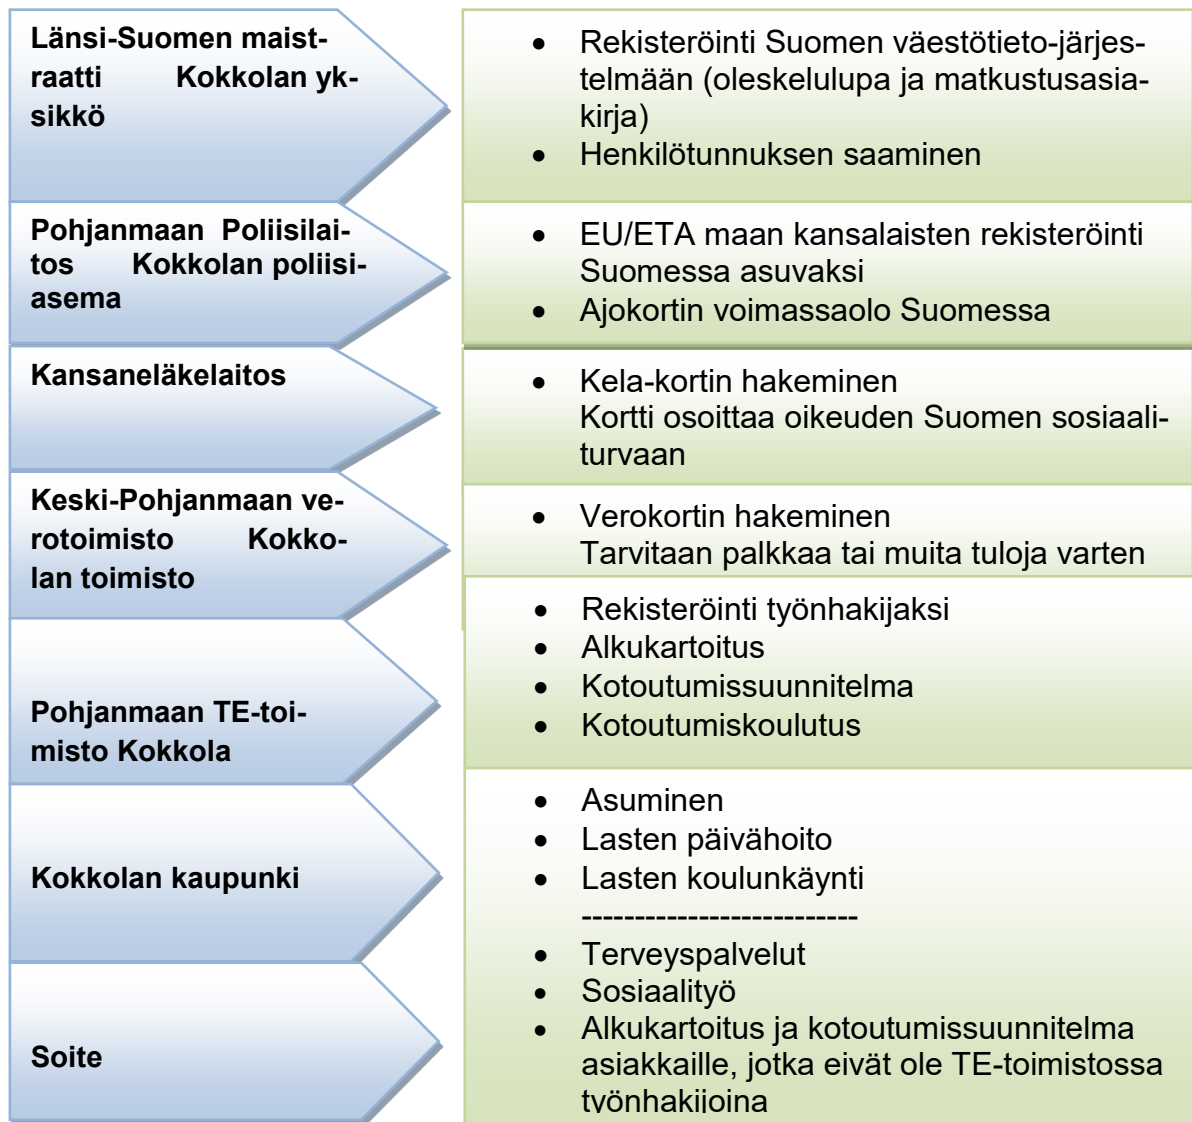 Länsi-Suomen maist-
raatti Kokkolan yk-
sikkö
• Rekisteröinti Suomen väestötieto-järjes-
telmään (oleskelulupa ja matkustusasia-
kirja)
• Henkilötunnuksen saaminen
Pohjanmaan Poliisilai-
tos Kokkolan poliisi-
asema
• EU/ETA maan kansalaisten rekisteröinti
Suomessa asuvaksi
• Ajokortin voimassaolo Suomessa
Kansaneläkelaitos
• Kela-kortin hakeminen
Kortti osoittaa oikeuden Suomen sosiaali-
turvaan
Keski-Pohjanmaan ve-
rotoimisto Kokko-
lan toimisto
• Verokortin hakeminen
Tarvitaan palkkaa tai muita tuloja varten
Pohjanmaan TE-toi-
misto Kokkola
• Rekisteröinti työnhakijaksi
• Alkukartoitus
• Kotoutumissuunnitelma
• Kotoutumiskoulutus
Kokkolan kaupunki
• Asuminen
• Lasten päivähoito
• Lasten koulunkäynti
--------------------------
Soite
• Terveyspalvelut
• Sosiaalityö
• Alkukartoitus ja kotoutumissuunnitelma
asiakkaille, jotka eivät ole TE-toimistossa
työnhakijoina